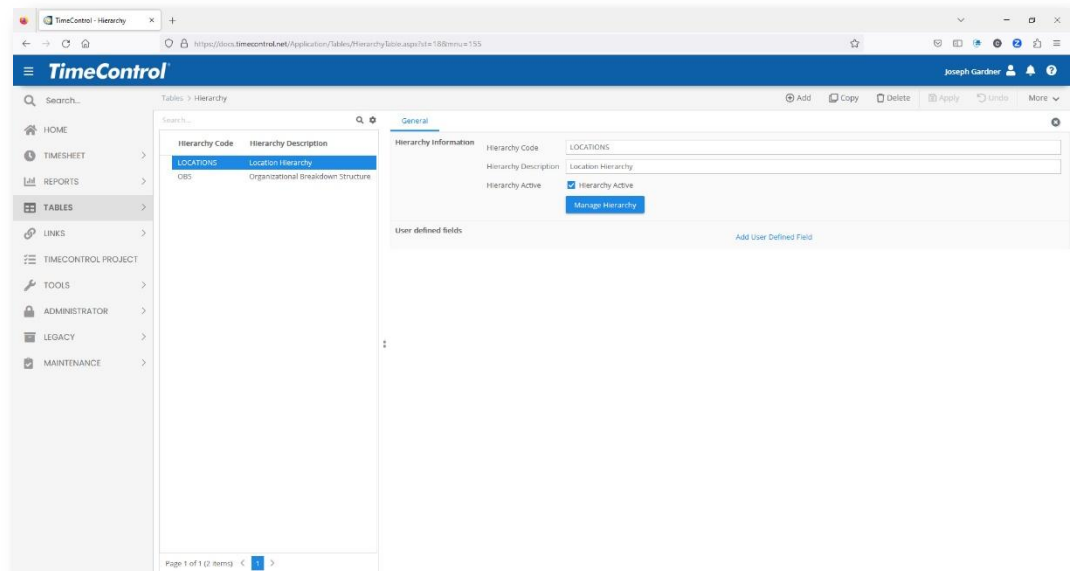 TimeControl - Hierarchy
https://docs.timecontrol.net/Application/Tables/HierarchyTable.aspx?st=188mnu=155
TimeControl
Joseph Gardner
Search...
Tables > Hierarchy
Add
Copy
Delete
Apply
Undo
More
HOME
TIMESHEET
REPORTS
TABLES
LINKS
TIMECONTROL PROJECT
TOOLS
ADMINISTRATOR
LEGACY
MAINTENANCE
Search...
Hierarchy Code Hierarchy Description
LOCATIONS Location Hierarchy
OBS Organizational Breakdown Structure
Page 1 of 1 (2 items) < 1 >
General
Hierarchy Information
Hierarchy Code LOCATIONS
Hierarchy Description Location Hierarchy
Hierarchy Active Hierarchy Active
Manage Hierarchy
User defined fields
Add User Defined Field